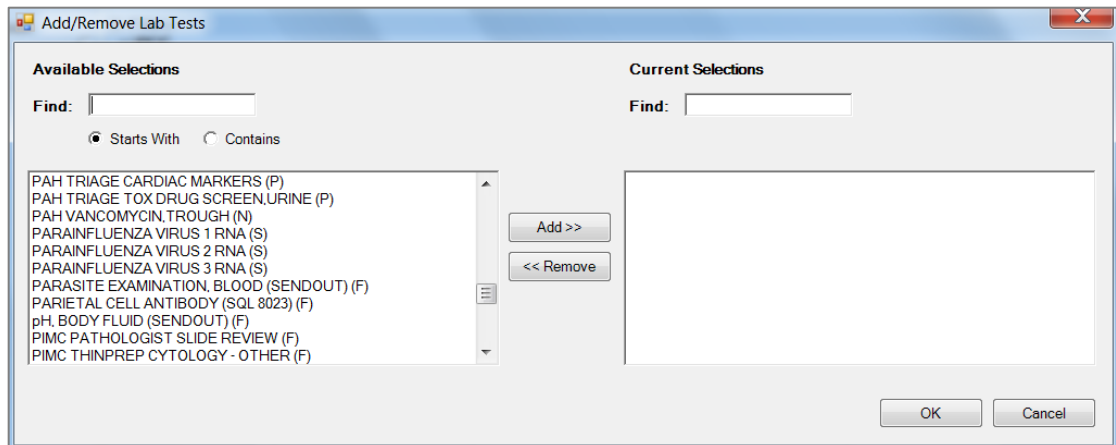 Add/Remove Lab Tests
X
Available Selections
Current Selections
Find:
Find:
Starts With Contains
PAH TRIAGE CARDIAC MARKERS (P)
PAH TRIAGE TOX DRUG SCREEN,URINE (P)
PAH VANCOMYCIN,TROUGH (N)
PARAINFLUENZA VIRUS 1 RNA (S)
PARAINFLUENZA VIRUS 2 RNA (S)
PARAINFLUENZA VIRUS 3 RNA (S)
PARASITE EXAMINATION, BLOOD (SENDOUT) (F)
PARIETAL CELL ANTIBODY (SQL 8023) (F)
pH, BODY FLUID (SENDOUT) (F)
PIMC PATHOLOGIST SLIDE REVIEW (F)
PIMC THINPREP CYTOLOGY - OTHER (F)
Add >>
<< Remove
OK Cancel